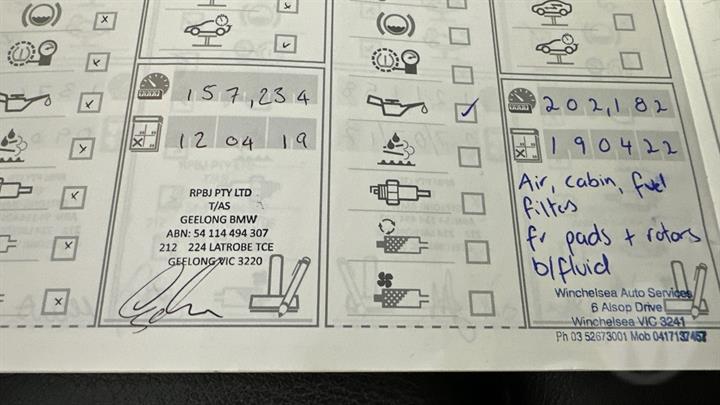 157,234
12 04 19
RPBJ PTY LTD
T/AS
GEELONG BMW
ABN: 54 114 494 307
212 224 LATROBE TCE
GEELONG VIC 3220
202,182
190422
Air, cabin, fuel
filters
fr pads + rotors
b/fluid
Winchelsea Auto Services
6 Alsop Drive
Winchelsea VIC 3241
Ph 03 52673001 Mob 0417137457